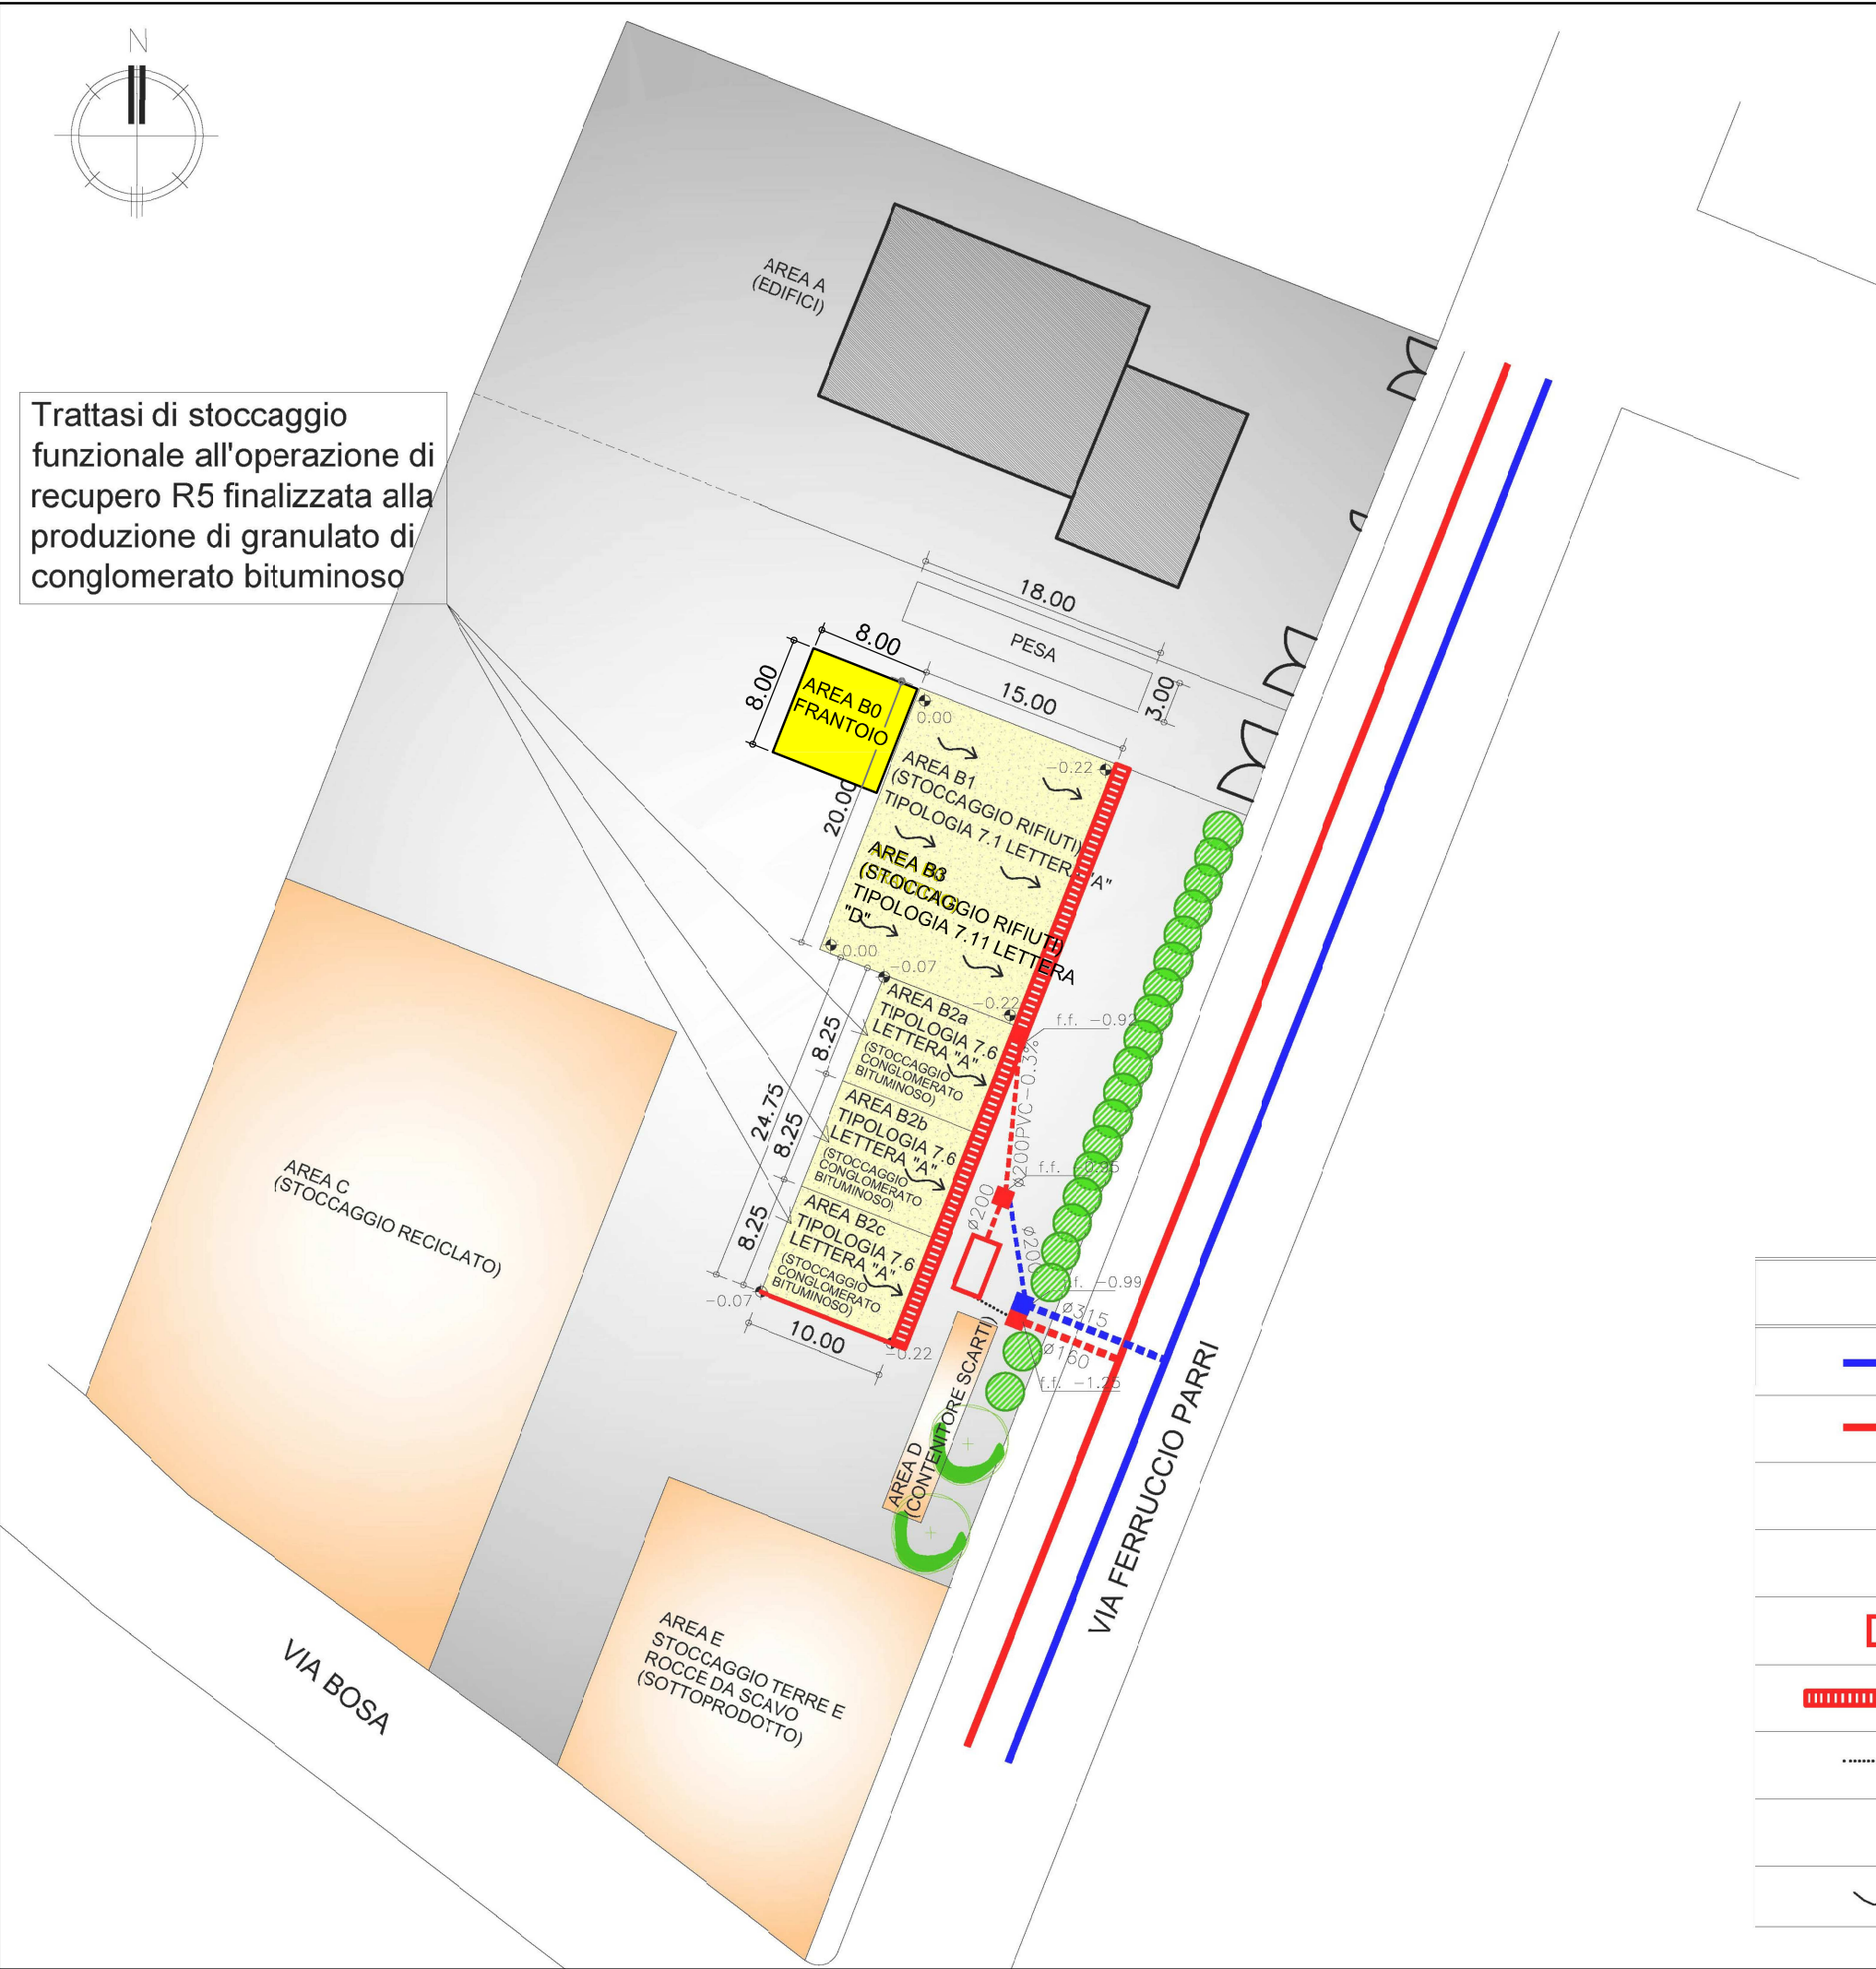 N
AREA A
(EDIFICI)
Trattasi di stoccaggio
funzionale all'operazione di
recupero R5 finalizzata alla
produzione di granulato di
conglomerato bituminoso
18.00
PESA
8.00
8.00
15.00
3.00
AREA B0
FRANTOIO
0.00
-0.22
20.00
AREA B1
(STOCCAGGIO RIFIUTI)
TIPOLOGIA 7.1 LETTERA "A"
AREA B3
(STOCCAGGIO RIFIUTI)
TIPOLOGIA 7.11 LETTERA
"D"
0.00
-0.07
-0.22
f.f. -0.92
AREA B2a
TIPOLOGIA 7.6
LETTERA "A"
(STOCCAGGIO
CONGLOMERATO
BITUMINOSO)
8.25
24.75
8.25
8.25
AREA B2b
TIPOLOGIA 7.6
LETTERA "A"
(STOCCAGGIO
CONGLOMERATO
BITUMINOSO)
AREA B2c
TIPOLOGIA 7.6
LETTERA "A"
(STOCCAGGIO
CONGLOMERATO
BITUMINOSO)
ø200PVC-0.3%
f.f. -0.95
ø200
ø200
f.f. -0.99
ø315
ø160
f.f. -1.25
-0.07
10.00
-0.22
AREA C
(STOCCAGGIO RECICLATO)
AREA D
(CONTENITORE SCARTI)
AREA E
STOCCAGGIO TERRE E
ROCCE DA SCAVO
(SOTTOPRODOTTO)
VIA FERRUCCIO PARRI
VIA BOSA